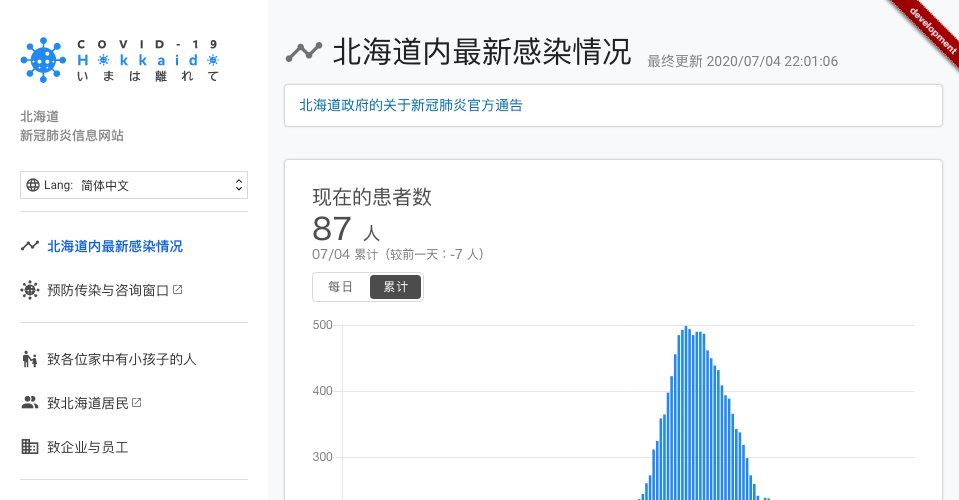 COVID-19
Hokkaido
いまは離れて
北海道
新冠肺炎信息网站
Lang: 简体中文
北海道内最新感染情况
预防传染与咨询窗口
致各位家中有小孩子的人
致北海道居民
致企业与员工
development
北海道内最新感染情况 最终更新 2020/07/04 22:01:06
北海道政府的关于新冠肺炎官方通告
现在的患者数
87 人
07/04 累计（较前一天：-7 人）
每日 累计
500
400
300